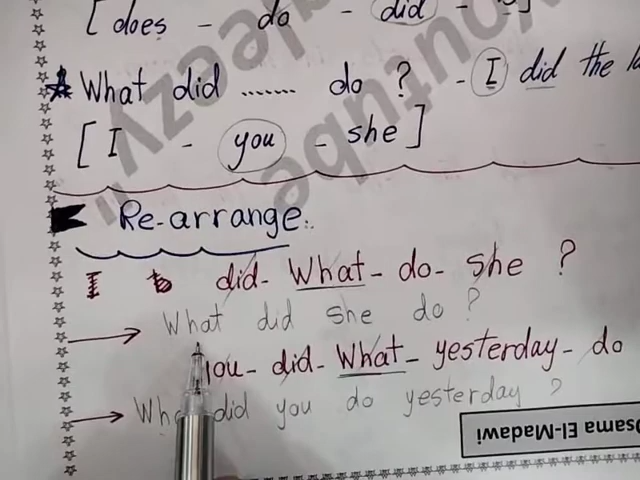 [ does - do - did - ]
What did ....... do ? - I did the
[ I - you - she ]
Re-arrange:.
did - What - do - she ?
What did she do ?
you - did - What - yesterday - do
What did you do yesterday ?
Osama El-Madawi